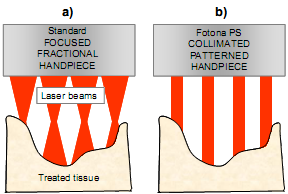 a)
Standard
FOCUSED
FRACTIONAL
HANDPIECE
Laser beams
Treated tissue
b)
Fotona PS
COLLIMATED
PATTERNED
HANDPIECE